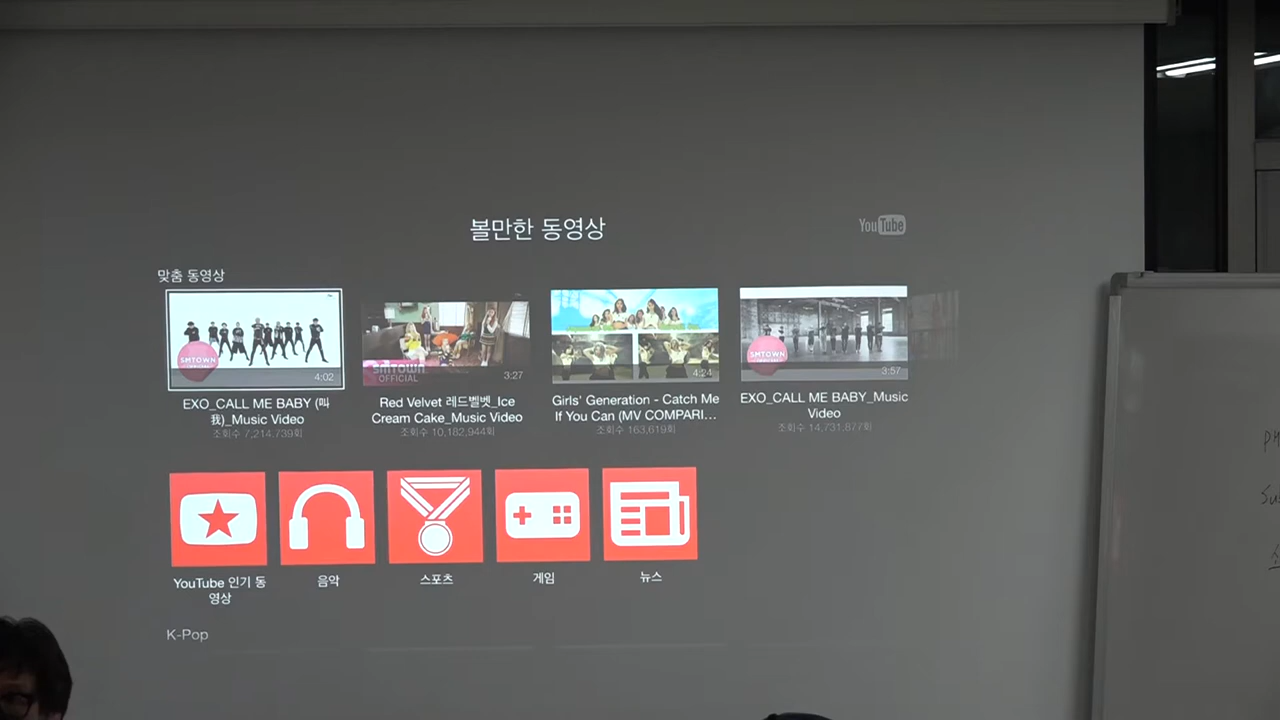 볼만한 동영상
YouTube
맞춤 동영상
SMTOWN
4:02
SMTOWN
OFFICIAL
3:27
4:24
SMTOWN
3:57
EXO_CALL ME BABY (叫
我)_Music Video
조회수 7,214,739회
Red Velvet 레드벨벳_Ice
Cream Cake_Music Video
조회수 10,182,944회
Girls' Generation - Catch Me
If You Can (MV COMPARI...
조회수 163,619회
EXO_CALL ME BABY_Music
Video
조회수 14,731,877회
YouTube 인기 동
영상
음악
스포츠
게임
뉴스
K-Pop